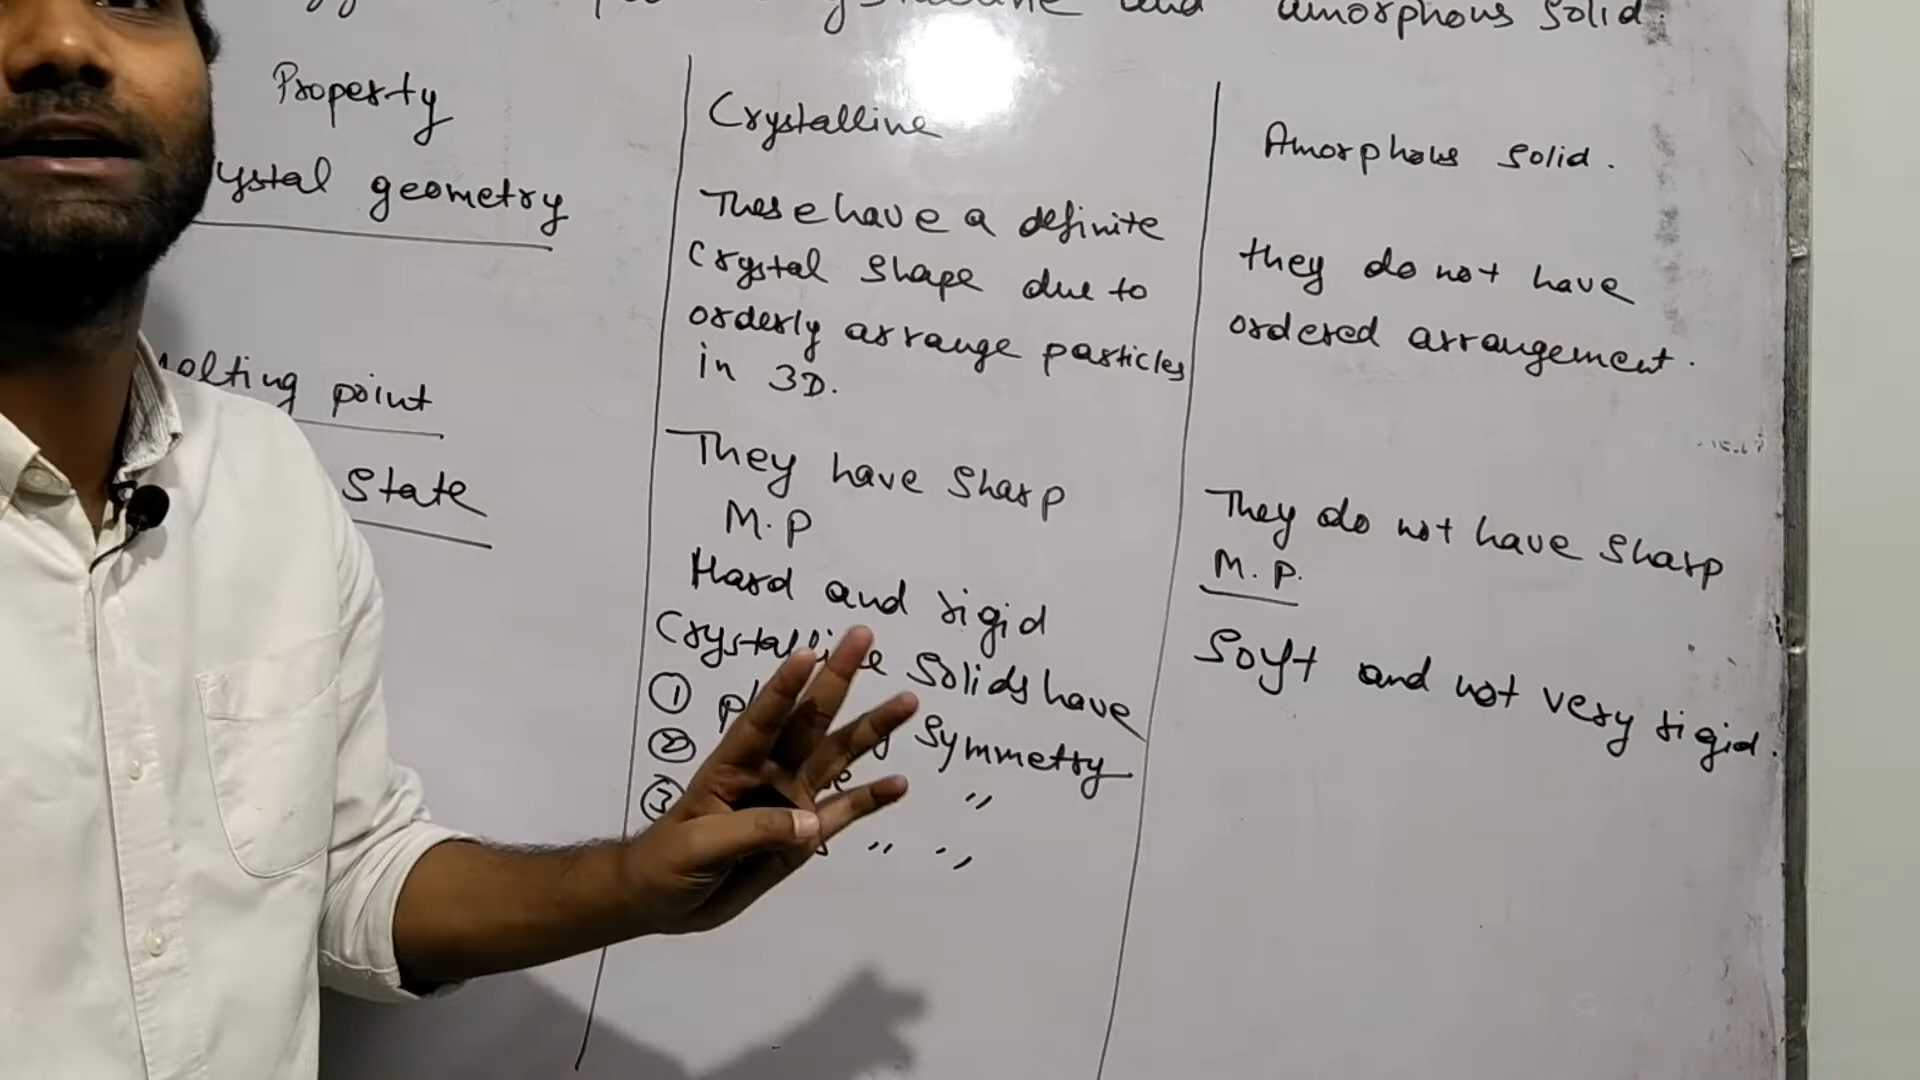 and amorphous solid.
Property
geometry
point
State
Crystalline
These have a definite
Crystal shape due to
orderly arrange particles
in 3D.
They have sharp
M.P
Hard and rigid
Crystalline Solids have
①
② Symmetry
③ "
" "
Amorphous solid.
they do not have
ordered arrangement.
They do not have sharp
M.P.
Soft and not very rigid.